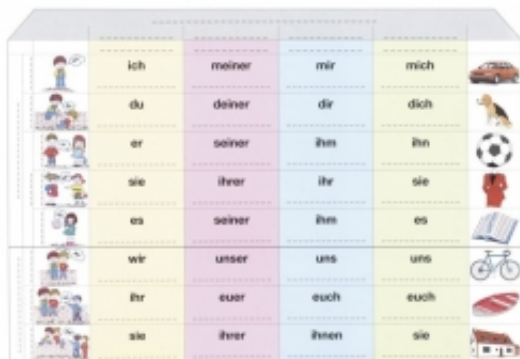 ich meiner mir mich
du deiner dir dich
er seiner ihm ihn
sie ihrer ihr sie
es seiner ihm es
wir unser uns uns
ihr euer euch euch
sie ihrer ihnen sie